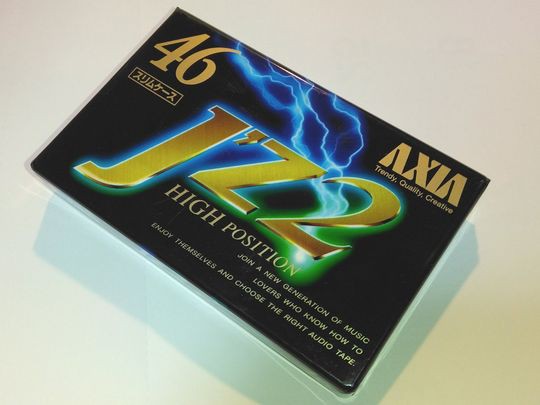 46
スリムケース
AXIA
Trendy, Quality, Creative
J'Z2
HIGH POSITION
JOIN A NEW GENERATION OF MUSIC
LOVERS WHO KNOW HOW TO
ENJOY THEMSELVES AND CHOOSE THE RIGHT AUDIO TAPE.